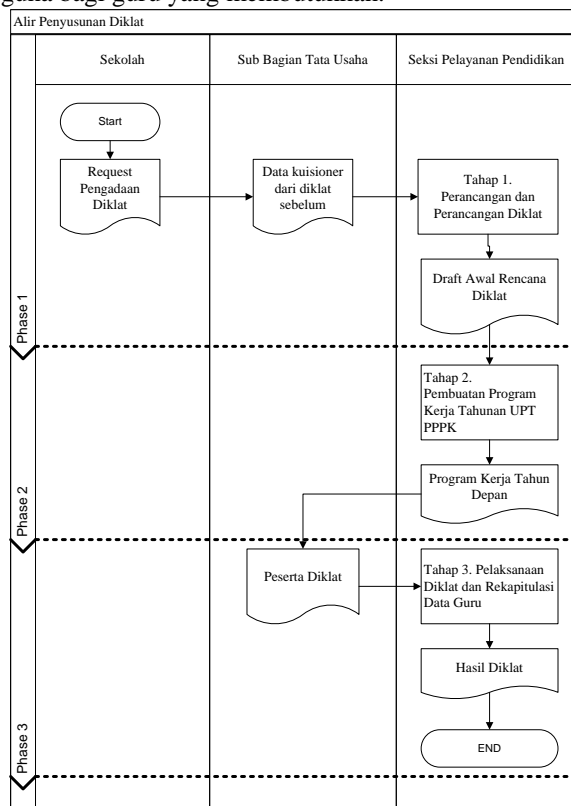 guna bagi guru yang membutuhkan.
Alir Penyusunan Diklat
Sekolah
Sub Bagian Tata Usaha
Seksi Pelayanan Pendidikan
Start
Request
Pengadaan
Diklat
Data kuisioner
dari diklat
sebelum
Tahap 1.
Perancangan dan
Perancangan Diklat
Draft Awal Rencana
Diklat
Phase 1
Tahap 2.
Pembuatan Program
Kerja Tahunan UPT
PPPK
Program Kerja Tahun
Depan
Phase 2
Peserta Diklat
Tahap 3. Pelaksanaan
Diklat dan Rekapitulasi
Data Guru
Hasil Diklat
END
Phase 3